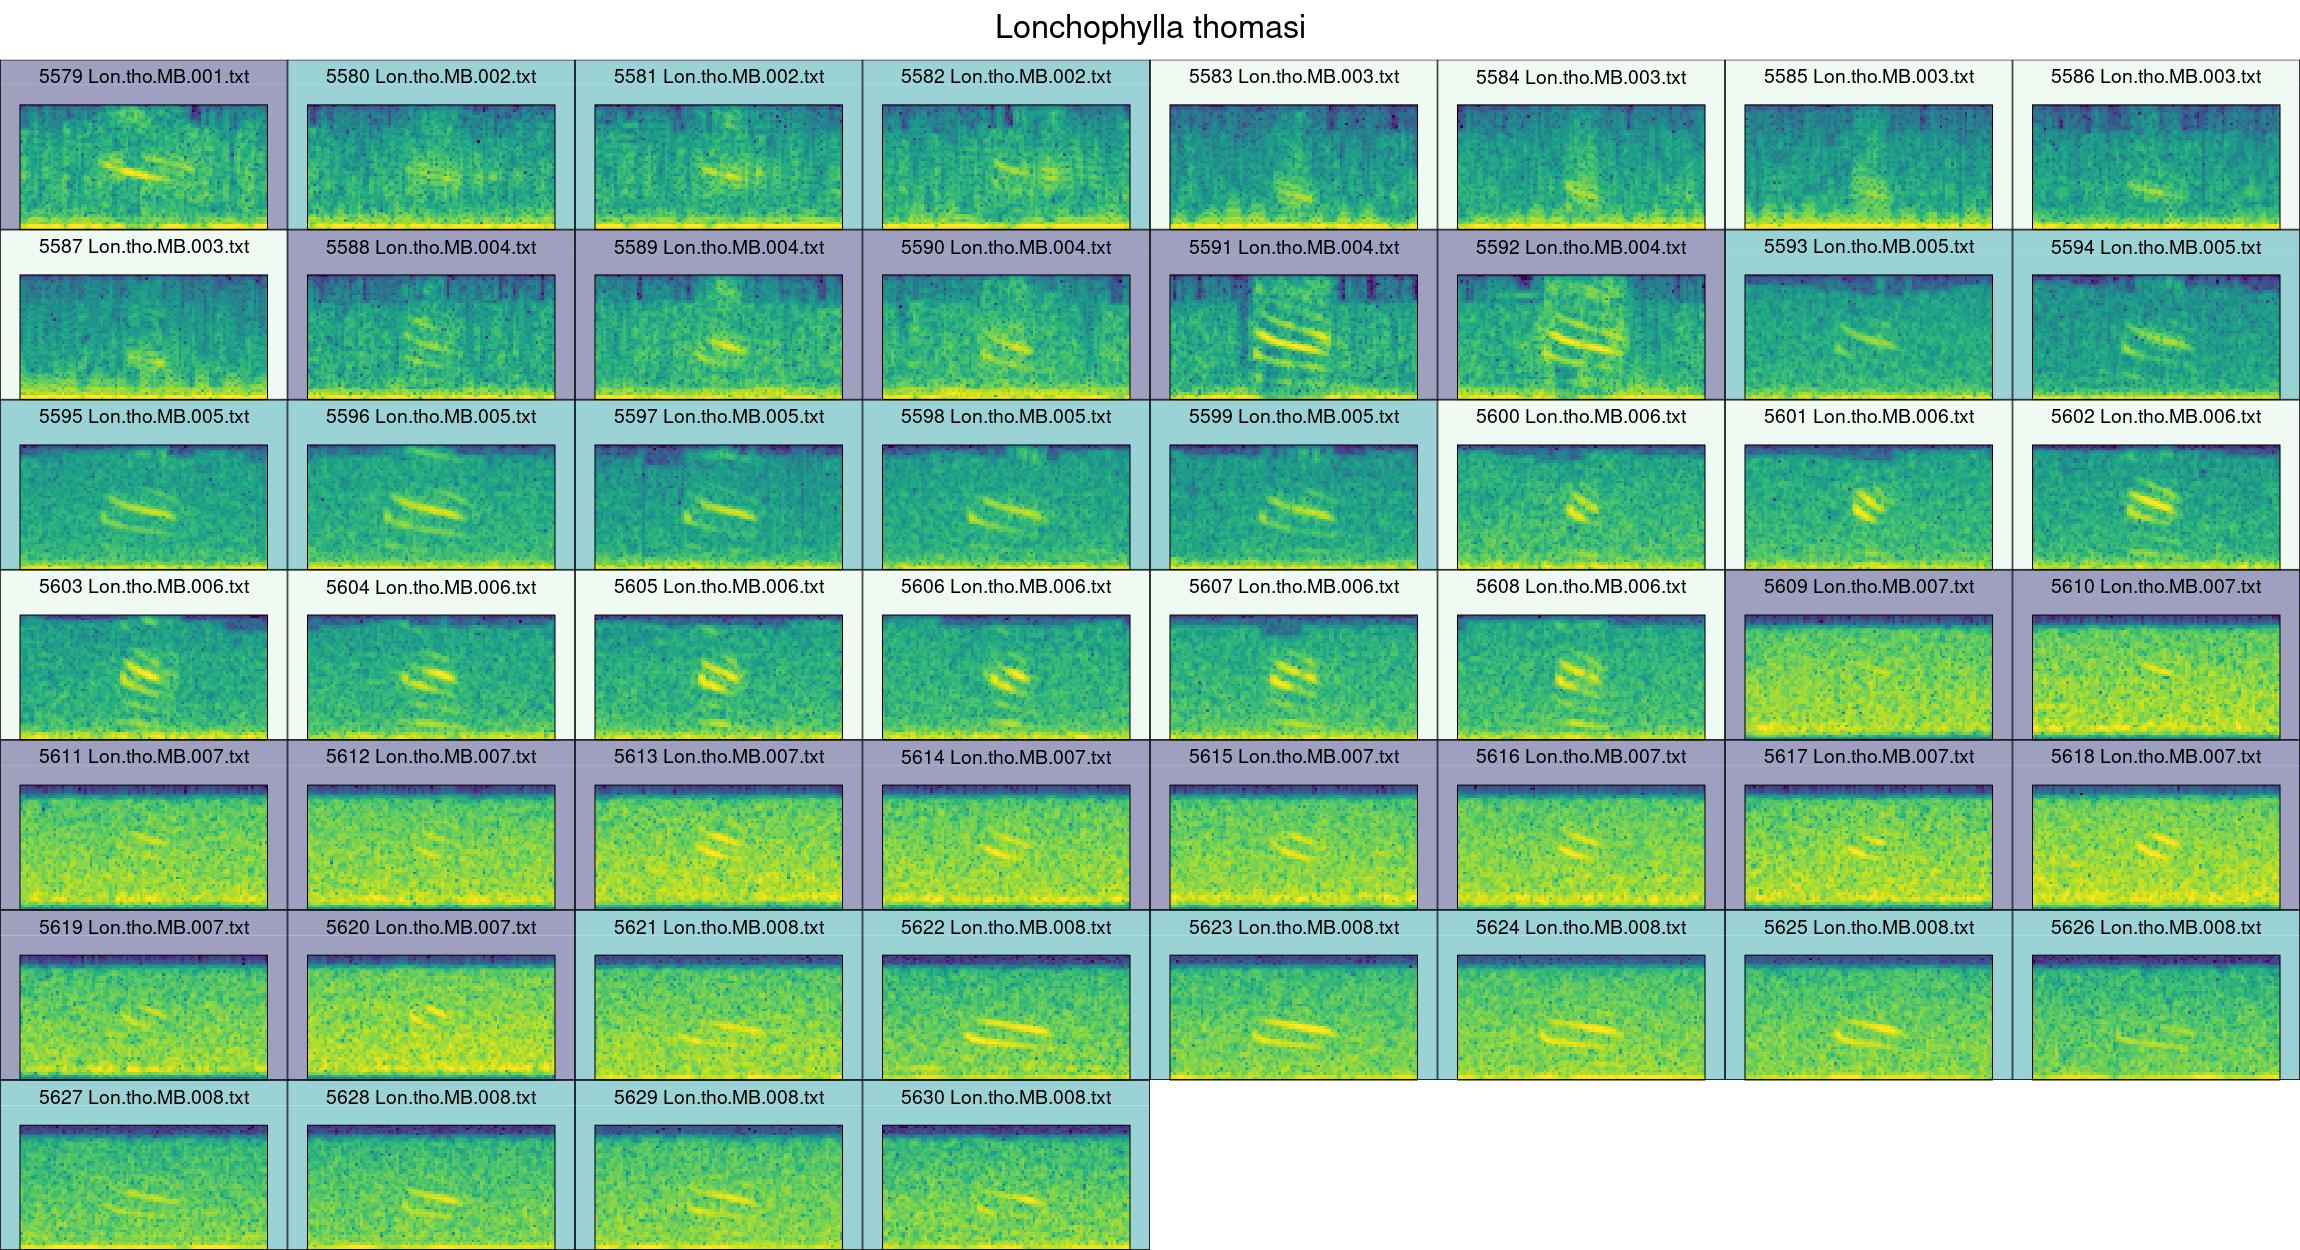 Lonchophylla thomasi
5579 Lon.tho.MB.001.txt 5580 Lon.tho.MB.002.txt 5581 Lon.tho.MB.002.txt 5582 Lon.tho.MB.002.txt 5583 Lon.tho.MB.003.txt 5584 Lon.tho.MB.003.txt 5585 Lon.tho.MB.003.txt 5586 Lon.tho.MB.003.txt
5587 Lon.tho.MB.003.txt 5588 Lon.tho.MB.004.txt 5589 Lon.tho.MB.004.txt 5590 Lon.tho.MB.004.txt 5591 Lon.tho.MB.004.txt 5592 Lon.tho.MB.004.txt 5593 Lon.tho.MB.005.txt 5594 Lon.tho.MB.005.txt
5595 Lon.tho.MB.005.txt 5596 Lon.tho.MB.005.txt 5597 Lon.tho.MB.005.txt 5598 Lon.tho.MB.005.txt 5599 Lon.tho.MB.005.txt 5600 Lon.tho.MB.006.txt 5601 Lon.tho.MB.006.txt 5602 Lon.tho.MB.006.txt
5603 Lon.tho.MB.006.txt 5604 Lon.tho.MB.006.txt 5605 Lon.tho.MB.006.txt 5606 Lon.tho.MB.006.txt 5607 Lon.tho.MB.006.txt 5608 Lon.tho.MB.006.txt 5609 Lon.tho.MB.007.txt 5610 Lon.tho.MB.007.txt
5611 Lon.tho.MB.007.txt 5612 Lon.tho.MB.007.txt 5613 Lon.tho.MB.007.txt 5614 Lon.tho.MB.007.txt 5615 Lon.tho.MB.007.txt 5616 Lon.tho.MB.007.txt 5617 Lon.tho.MB.007.txt 5618 Lon.tho.MB.007.txt
5619 Lon.tho.MB.007.txt 5620 Lon.tho.MB.007.txt 5621 Lon.tho.MB.008.txt 5622 Lon.tho.MB.008.txt 5623 Lon.tho.MB.008.txt 5624 Lon.tho.MB.008.txt 5625 Lon.tho.MB.008.txt 5626 Lon.tho.MB.008.txt
5627 Lon.tho.MB.008.txt 5628 Lon.tho.MB.008.txt 5629 Lon.tho.MB.008.txt 5630 Lon.tho.MB.008.txt